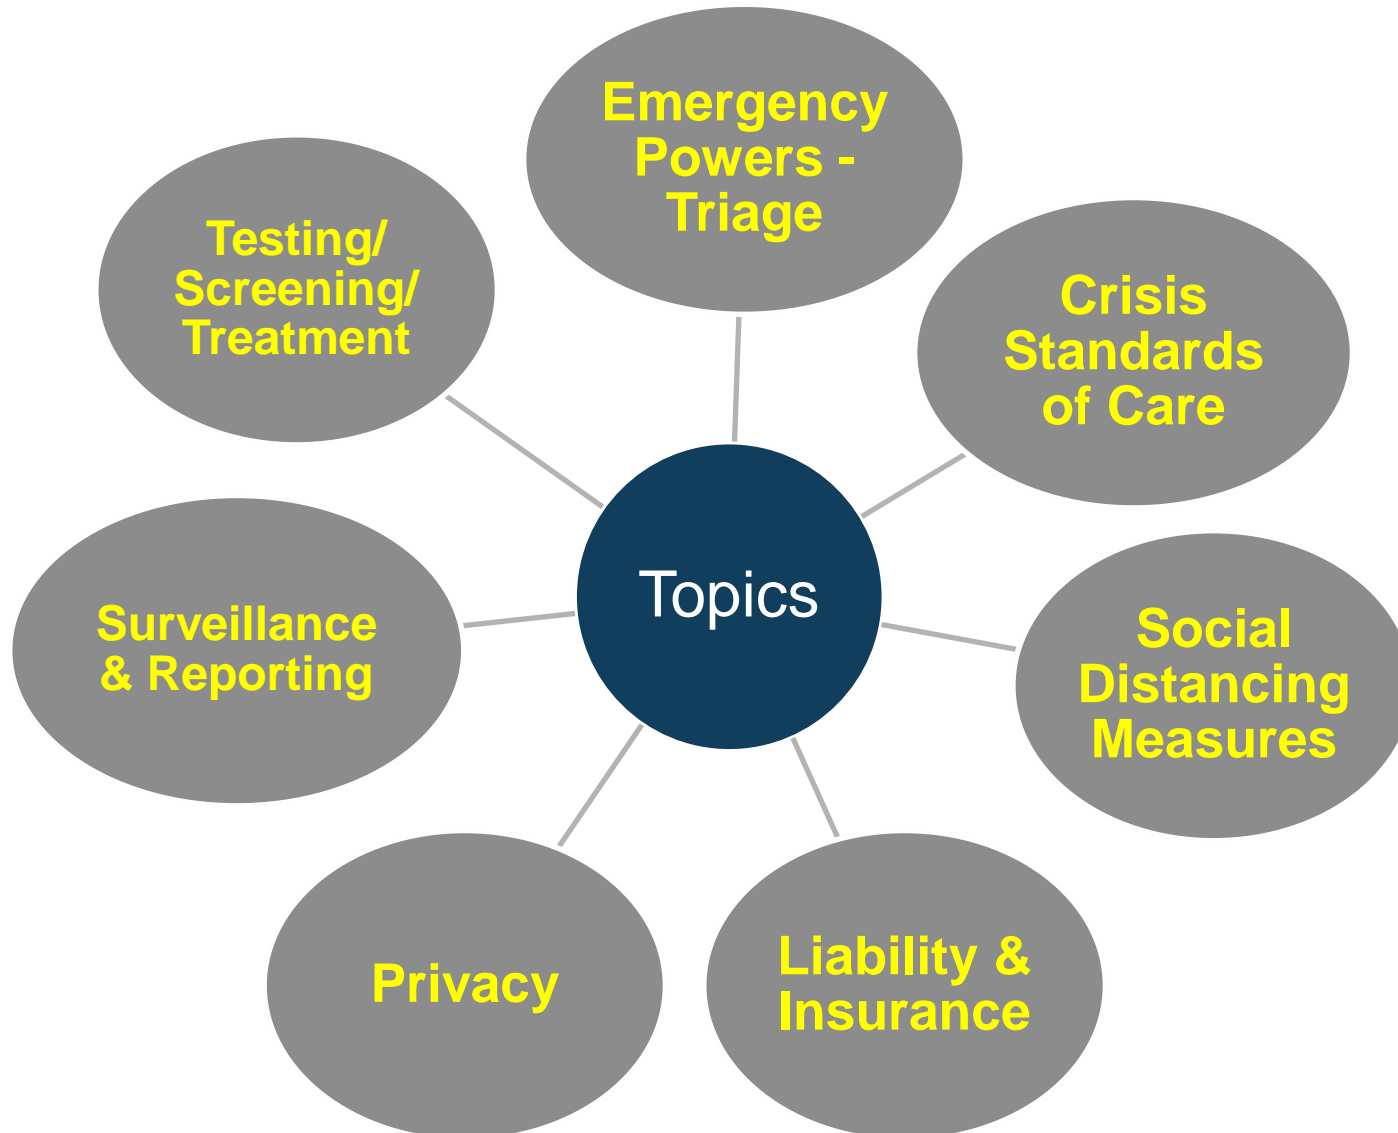 Emergency
Powers -
Triage
Crisis
Standards
of Care
Social
Distancing
Measures
Liability &
Insurance
Privacy
Surveillance
& Reporting
Testing/
Screening/
Treatment
Topics